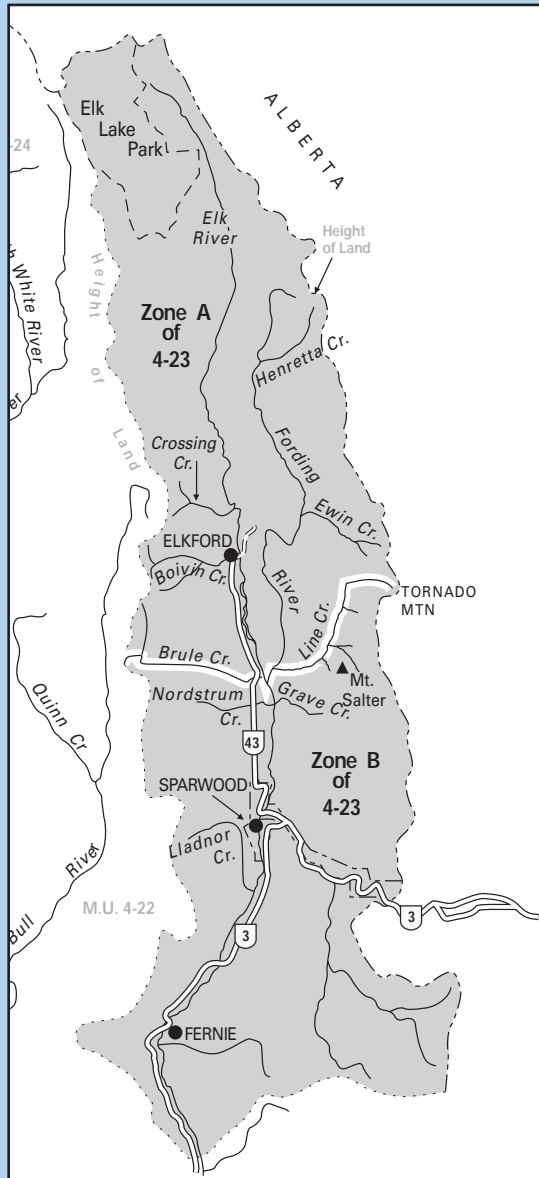 ALBERTA
Elk
Lake
Park
-24
Elk
River
Height
of Land
h White River
Height of Land
Zone A
of
4-23
Henretta Cr.
er
Crossing
Cr.
Fording
River
Ewin Cr.
ELKFORD
Boivih Cr.
TORNADO
MTN
Line Cr.
Brule Cr.
Mt.
Salter
Quinn Cr
Nordstrum
Cr.
Grave Cr.
43
Zone B
of
4-23
SPARWOOD
Lladnor
Cr.
Bull River
M.U. 4-22
3
3
FERNIE